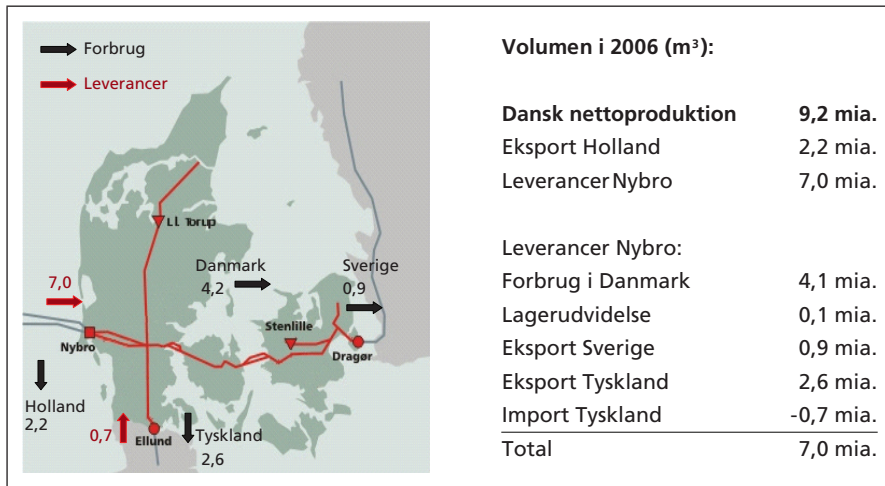 Forbrug
Leverancer
Ll. Torup
Danmark
4,2
Sverige
0,9
7,0
Nybro
Stenlille
Dragør
Holland
2,2
0,7
Ellund
Tyskland
2,6
Volumen i 2006 (m³):
Dansk nettoproduktion 9,2 mia.
Eksport Holland 2,2 mia.
Leverancer Nybro 7,0 mia.
Leverancer Nybro:
Forbrug i Danmark 4,1 mia.
Lagerudvidelse 0,1 mia.
Eksport Sverige 0,9 mia.
Eksport Tyskland 2,6 mia.
Import Tyskland -0,7 mia.
Total 7,0 mia.